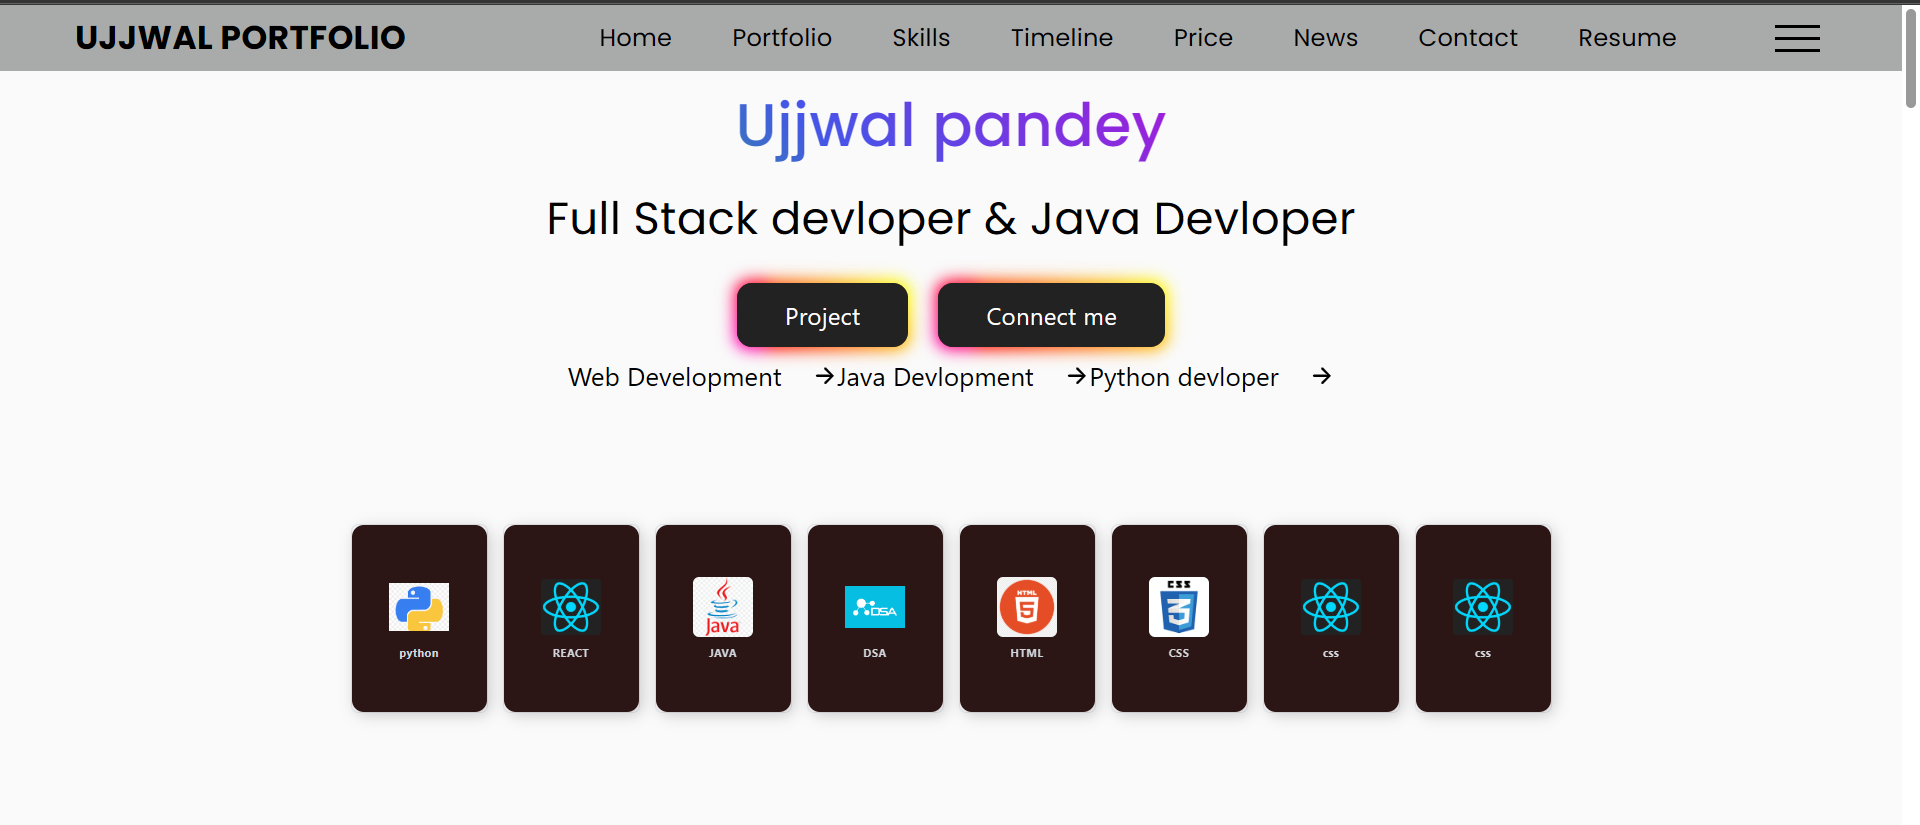 UJJWAL PORTFOLIO Home Portfolio Skills Timeline Price News Contact Resume
Ujjwal pandey
Full Stack devloper & Java Devloper
Project Connect me
Web Development →Java Devlopment →Python devloper →
Java DSA HTML 5 CSS 3
python REACT JAVA DSA HTML CSS css css